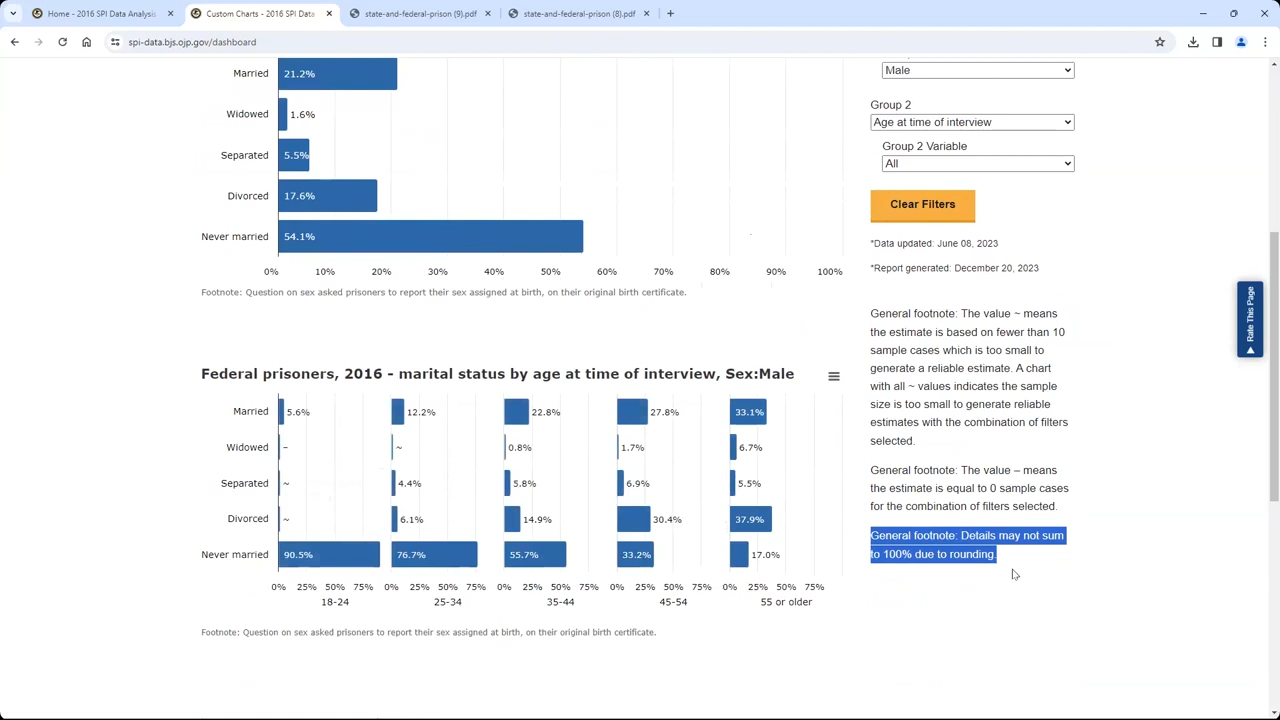 Home - 2016 SPI Data Analysis
Custom Charts - 2016 SPI Data
state-and-federal-prison (9).pdf
state-and-federal-prison (8).pdf
spi-data.bjs.ojp.gov/dashboard
Married 21.2%
Widowed 1.6%
Separated 5.5%
Divorced 17.6%
Never married 54.1%
0% 10% 20% 30% 40% 50% 60% 70% 80% 90% 100%
Footnote: Question on sex asked prisoners to report their sex assigned at birth, on their original birth certificate.
Federal prisoners, 2016 - marital status by age at time of interview, Sex:Male
Married 5.6% 12.2% 22.8% 27.8% 33.1%
Widowed – ~ 0.8% 1.7% 6.7%
Separated ~ 4.4% 5.8% 6.9% 5.5%
Divorced ~ 6.1% 14.9% 30.4% 37.9%
Never married 90.5% 76.7% 55.7% 33.2% 17.0%
0% 25% 50% 75% 0% 25% 50% 75% 0% 25% 50% 75% 0% 25% 50% 75% 0% 25% 50% 75%
18-24 25-34 35-44 45-54 55 or older
Footnote: Question on sex asked prisoners to report their sex assigned at birth, on their original birth certificate.
Male
Group 2
Age at time of interview
Group 2 Variable
All
Clear Filters
*Data updated: June 08, 2023
*Report generated: December 20, 2023
General footnote: The value ~ means
the estimate is based on fewer than 10
sample cases which is too small to
generate a reliable estimate. A chart
with all ~ values indicates the sample
size is too small to generate reliable
estimates with the combination of filters
selected.
General footnote: The value – means
the estimate is equal to 0 sample cases
for the combination of filters selected.
General footnote: Details may not sum
to 100% due to rounding.
Rate This Page